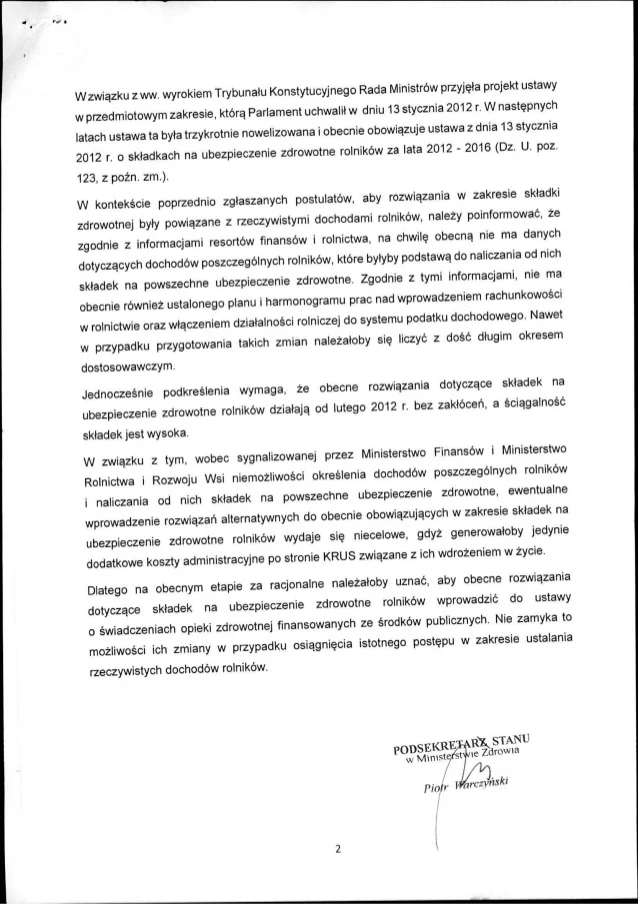 W związku z ww. wyrokiem Trybunału Konstytucyjnego Rada Ministrów przyjęła projekt ustawy
w przedmiotowym zakresie, którą Parlament uchwalił w dniu 13 stycznia 2012 r. W następnych
latach ustawa ta była trzykrotnie nowelizowana i obecnie obowiązuje ustawa z dnia 13 stycznia
2012 r. o składkach na ubezpieczenie zdrowotne rolników za lata 2012 - 2016 (Dz. U. poz.
123, z poźn. zm.).
W kontekście poprzednio zgłaszanych postulatów, aby rozwiązania w zakresie składki
zdrowotnej były powiązane z rzeczywistymi dochodami rolników, należy poinformować, że
zgodnie z informacjami resortów finansów i rolnictwa, na chwilę obecną nie ma danych
dotyczących dochodów poszczególnych rolników, które byłyby podstawą do naliczania od nich
składek na powszechne ubezpieczenie zdrowotne. Zgodnie z tymi informacjami, nie ma
obecnie również ustalonego planu i harmonogramu prac nad wprowadzeniem rachunkowości
w rolnictwie oraz włączeniem działalności rolniczej do systemu podatku dochodowego. Nawet
w przypadku przygotowania takich zmian należałoby się liczyć z dość długim okresem
dostosowawczym.
Jednocześnie podkreślenia wymaga, że obecne rozwiązania dotyczące składek na
ubezpieczenie zdrowotne rolników działają od lutego 2012 r. bez zakłóceń, a ściągalność
składek jest wysoka.
W związku z tym, wobec sygnalizowanej przez Ministerstwo Finansów i Ministerstwo
Rolnictwa i Rozwoju Wsi niemożliwości określenia dochodów poszczególnych rolników
i naliczania od nich składek na powszechne ubezpieczenie zdrowotne, ewentualne
wprowadzenie rozwiązań alternatywnych do obecnie obowiązujących w zakresie składek na
ubezpieczenie zdrowotne rolników wydaje się niecelowe, gdyż generowałoby jedynie
dodatkowe koszty administracyjne po stronie KRUS związane z ich wdrożeniem w życie.
Dlatego na obecnym etapie za racjonalne należałoby uznać, aby obecne rozwiązania
dotyczące składek na ubezpieczenie zdrowotne rolników wprowadzić do ustawy
o świadczeniach opieki zdrowotnej finansowanych ze środków publicznych. Nie zamyka to
możliwości ich zmiany w przypadku osiągnięcia istotnego postępu w zakresie ustalania
rzeczywistych dochodów rolników.
PODSEKRETARZ STANU
w Ministerstwie Zdrowia
Piotr Warczyński
2